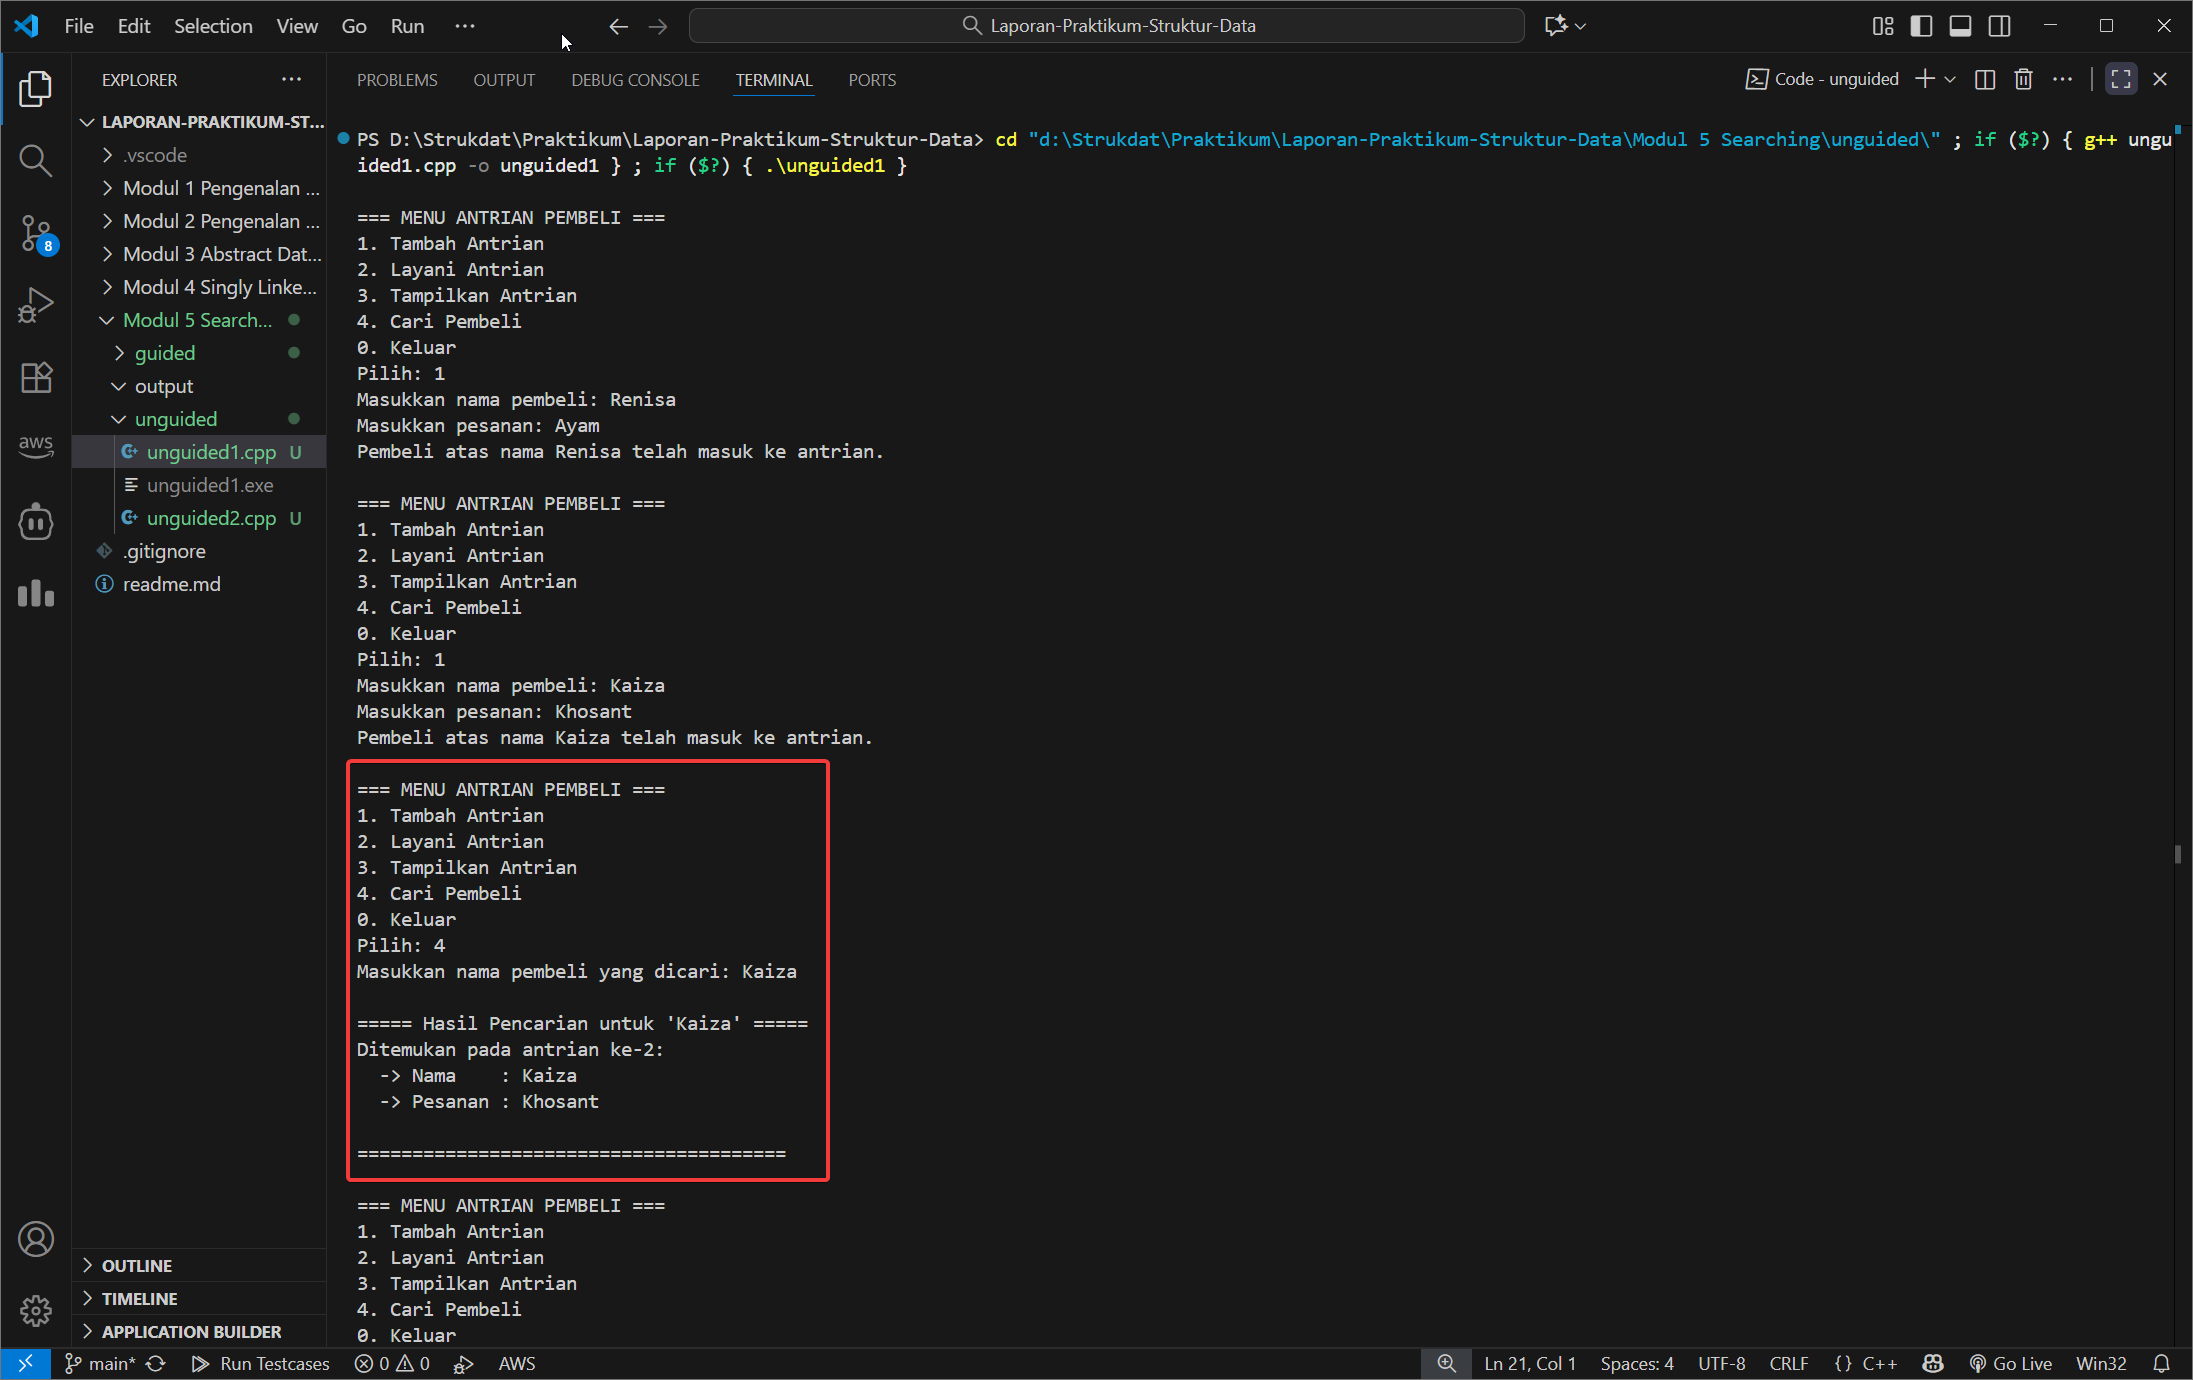 File Edit Selection View Go Run ···
Laporan-Praktikum-Struktur-Data
EXPLORER
LAPORAN-PRAKTIKUM-ST...
.vscode
Modul 1 Pengenalan ...
Modul 2 Pengenalan ...
Modul 3 Abstract Dat...
Modul 4 Singly Linke...
Modul 5 Search...
guided
output
unguided
unguided1.cpp U
unguided1.exe
unguided2.cpp U
.gitignore
readme.md
8
aws
OUTLINE
TIMELINE
APPLICATION BUILDER
PROBLEMS OUTPUT DEBUG CONSOLE TERMINAL PORTS
Code - unguided
PS D:\Strukdat\Praktikum\Laporan-Praktikum-Struktur-Data> cd "d:\Strukdat\Praktikum\Laporan-Praktikum-Struktur-Data\Modul 5 Searching\unguided\" ; if ($?) { g++ ungu
ided1.cpp -o unguided1 } ; if ($?) { .\unguided1 }
=== MENU ANTRIAN PEMBELI ===
1. Tambah Antrian
2. Layani Antrian
3. Tampilkan Antrian
4. Cari Pembeli
0. Keluar
Pilih: 1
Masukkan nama pembeli: Renisa
Masukkan pesanan: Ayam
Pembeli atas nama Renisa telah masuk ke antrian.
=== MENU ANTRIAN PEMBELI ===
1. Tambah Antrian
2. Layani Antrian
3. Tampilkan Antrian
4. Cari Pembeli
0. Keluar
Pilih: 1
Masukkan nama pembeli: Kaiza
Masukkan pesanan: Khosant
Pembeli atas nama Kaiza telah masuk ke antrian.
=== MENU ANTRIAN PEMBELI ===
1. Tambah Antrian
2. Layani Antrian
3. Tampilkan Antrian
4. Cari Pembeli
0. Keluar
Pilih: 4
Masukkan nama pembeli yang dicari: Kaiza
===== Hasil Pencarian untuk 'Kaiza' =====
Ditemukan pada antrian ke-2:
-> Nama    : Kaiza
-> Pesanan : Khosant
=======================================
=== MENU ANTRIAN PEMBELI ===
1. Tambah Antrian
2. Layani Antrian
3. Tampilkan Antrian
4. Cari Pembeli
0. Keluar
main* Run Testcases 0 0 AWS Ln 21, Col 1 Spaces: 4 UTF-8 CRLF {} C++ Go Live Win32